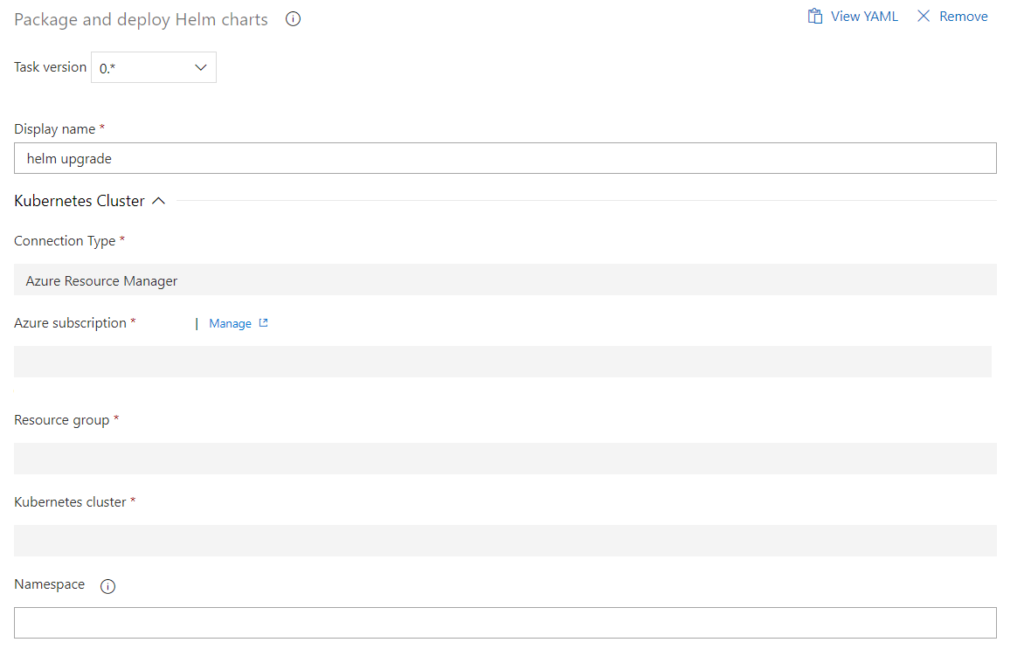 Package and deploy Helm charts
View YAML
Remove
Task version 0.*
Display name *
helm upgrade
Kubernetes Cluster
Connection Type *
Azure Resource Manager
Azure subscription * | Manage
Resource group *
Kubernetes cluster *
Namespace